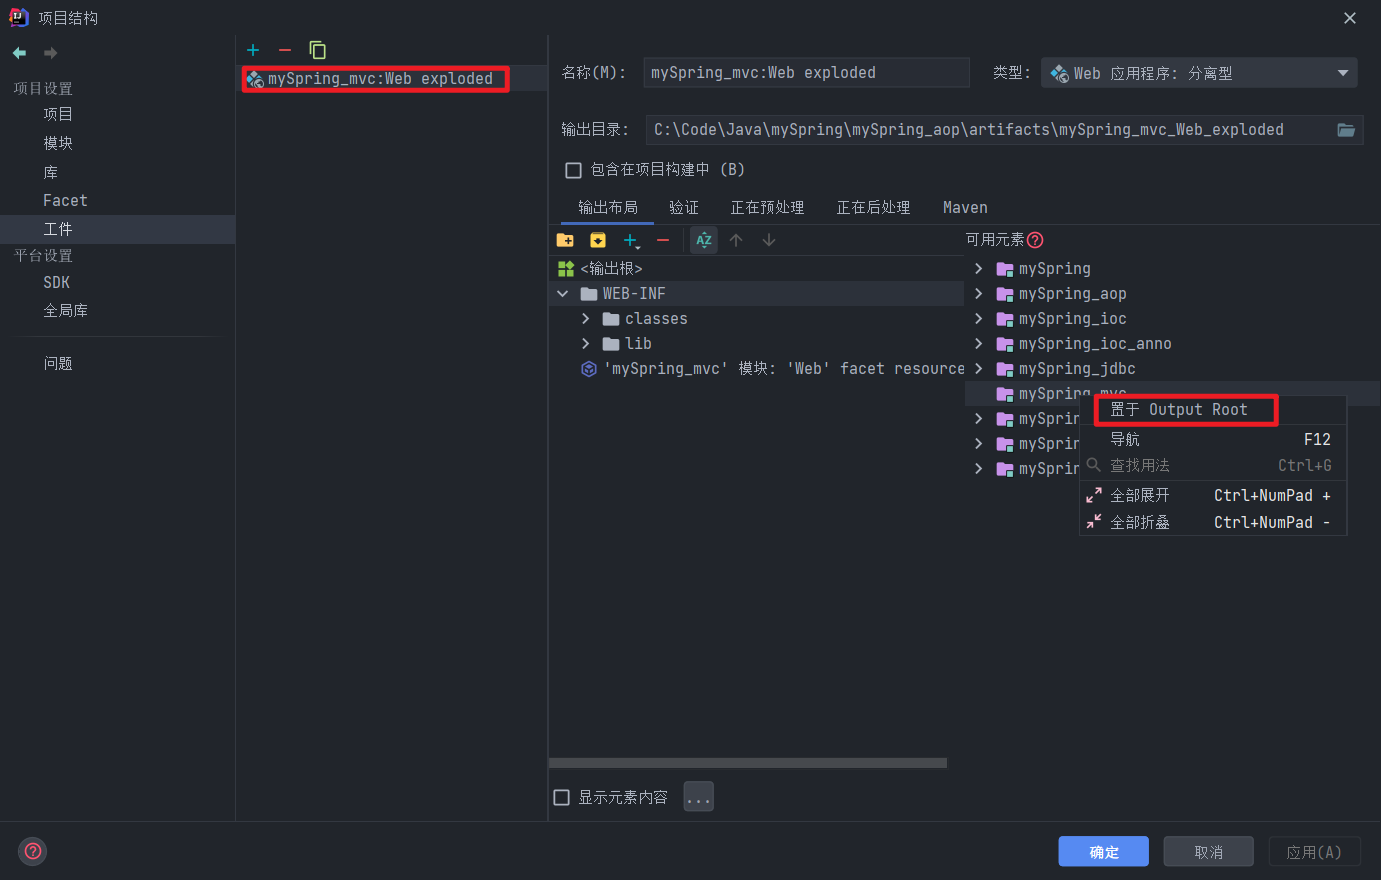 项目结构
项目设置
项目
模块
库
Facet
工件
平台设置
SDK
全局库
问题
mySpring_mvc:Web exploded
名称(M): mySpring_mvc:Web exploded 类型: Web 应用程序: 分离型
输出目录: C:\Code\Java\mySpring\mySpring_aop\artifacts\mySpring_mvc_Web_exploded
包含在项目构建中 (B)
输出布局 验证 正在预处理 正在后处理 Maven
AZ
<输出根>
WEB-INF
classes
lib
'mySpring_mvc' 模块: 'Web' facet resource
可用元素
mySpring
mySpring_aop
mySpring_ioc
mySpring_ioc_anno
mySpring_jdbc
mySpring_mvc
mySprin
mySprin
mySprin
置于 Output Root
导航 F12
查找用法 Ctrl+G
全部展开 Ctrl+NumPad +
全部折叠 Ctrl+NumPad -
显示元素内容 ...
确定 取消 应用(A)